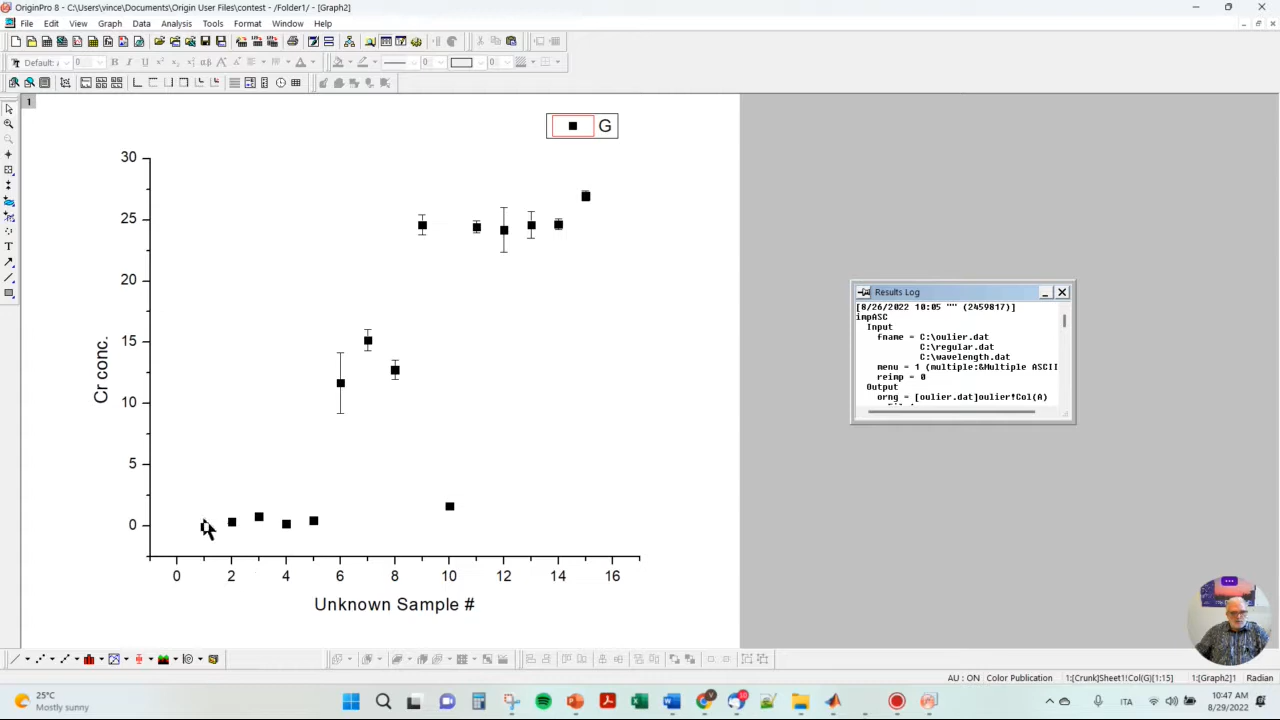 OriginPro 8 - C:\Users\vince\Documents\Origin User Files\contest - /Folder1/ - [Graph2]
File Edit View Graph Data Analysis Tools Format Window Help
Default: 0 B I U
0 0
1
G
30
25
20
15
10
5
0
Cr conc.
0 2 4 6 8 10 12 14 16
Unknown Sample #
Results Log
[8/26/2022 10:05 "" (2459817)]
impASC
Input
fname = C:\oulier.dat
C:\regular.dat
C:\wavelength.dat
menu = 1 (multiple:&Multiple ASCII
reimp = 0
Output
orng = [oulier.dat]oulier!Col(A)
AU : ON Color Publication 1:[Crunk]Sheet1!Col(G)[1:15] 1:[Graph2]1 Radian
25°C
Mostly sunny
ITA
10:47 AM
8/29/2022